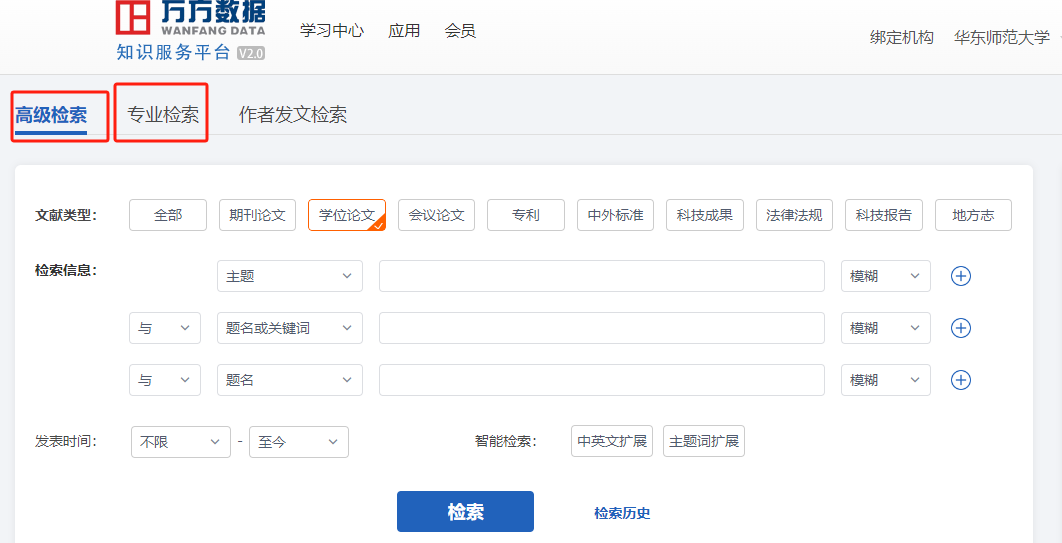 万方数据
WANFANG DATA
知识服务平台 V2.0
学习中心 应用 会员
绑定机构 华东师范大学
高级检索 专业检索 作者发文检索
文献类型: 全部 期刊论文 学位论文 会议论文 专利 中外标准 科技成果 法律法规 科技报告 地方志
检索信息: 主题 模糊
与 题名或关键词 模糊
与 题名 模糊
发表时间: 不限 - 至今 智能检索: 中英文扩展 主题词扩展
检索 检索历史